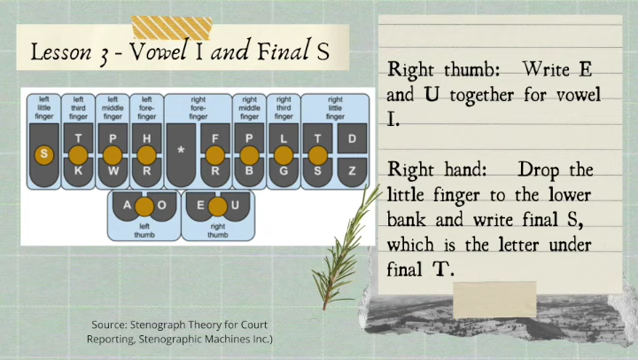 Lesson 3 - Vowel I and Final S
left little finger
left third finger
left middle finger
left fore- finger
right fore- finger
right middle finger
right third finger
right little finger
T P H F P L T D
S *
K W R R B G S Z
A O E U
left thumb
right thumb
Right thumb: Write E
and U together for vowel
I.
Right hand: Drop the
little finger to the lower
bank and write final S,
which is the letter under
final T.
Source: Stenograph Theory for Court
Reporting, Stenographic Machines Inc.)